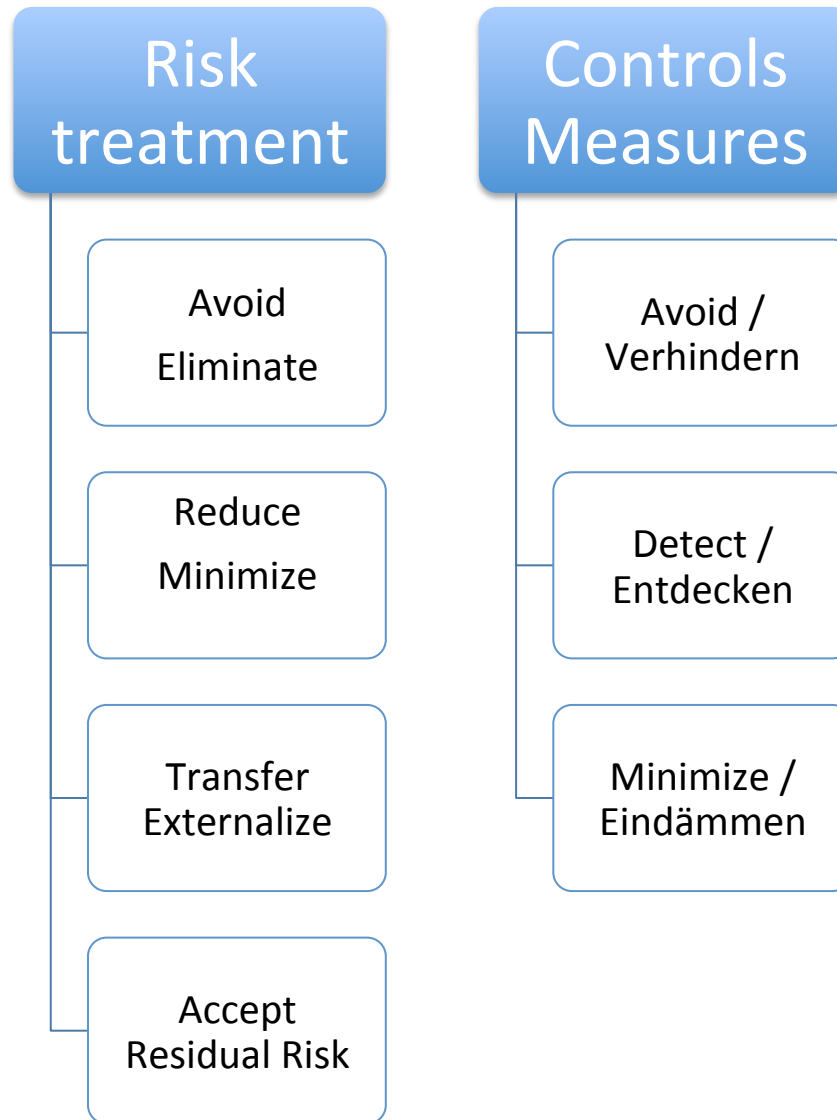 Risk
treatment
Avoid
Eliminate
Reduce
Minimize
Transfer
Externalize
Accept
Residual Risk
Controls
Measures
Avoid /
Verhindern
Detect /
Entdecken
Minimize /
Eindämmen